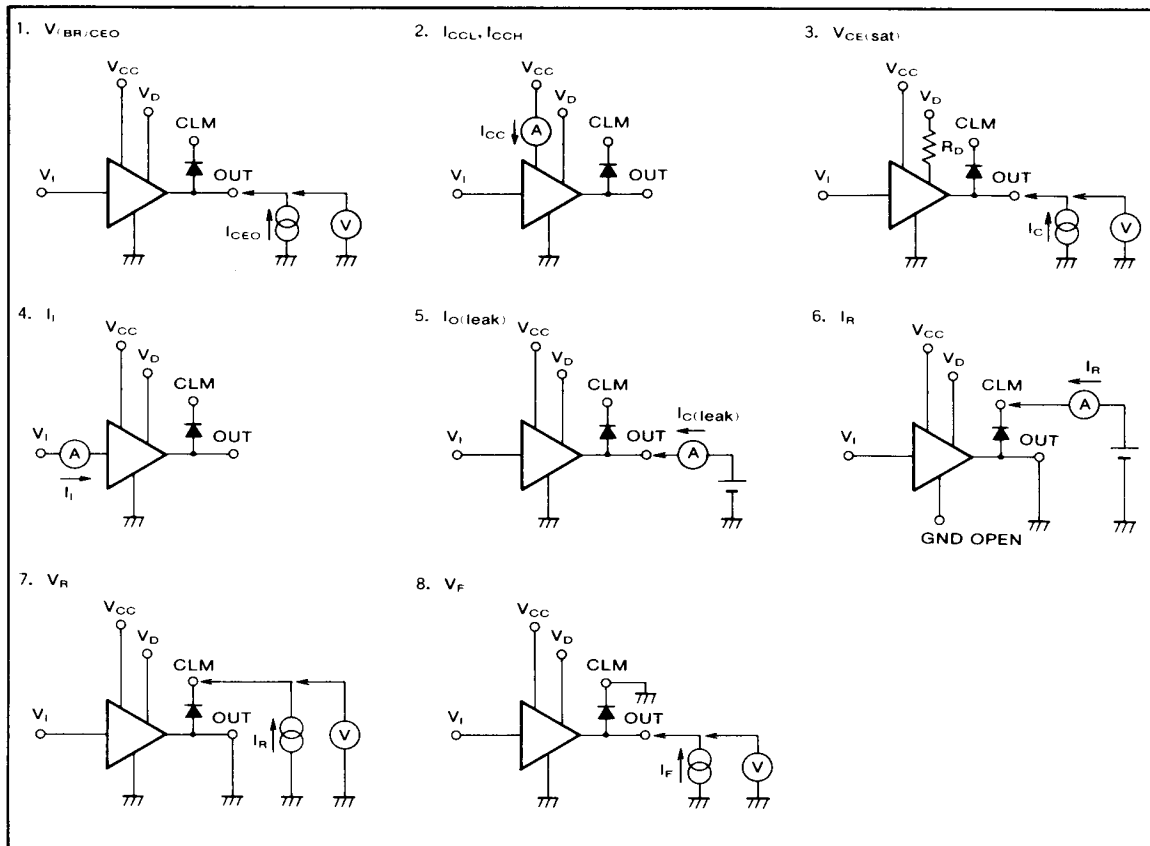 1. V(BR)CEO
VCC
VD
CLM
VI
OUT
ICEO
V
2. ICCL, ICCH
VCC
VD
ICC
A
CLM
VI
OUT
3. VCE(sat)
VCC
VD
RD
CLM
VI
OUT
IC
V
4. II
VCC
VD
CLM
VI
A
OUT
II
5. IO(leak)
VCC
VD
CLM
IC(leak)
VI
OUT
A
6. IR
VCC
VD
IR
CLM
A
VI
OUT
GND OPEN
7. VR
VCC
VD
CLM
VI
OUT
IR
V
8. VF
VCC
VD
CLM
VI
OUT
IF
V